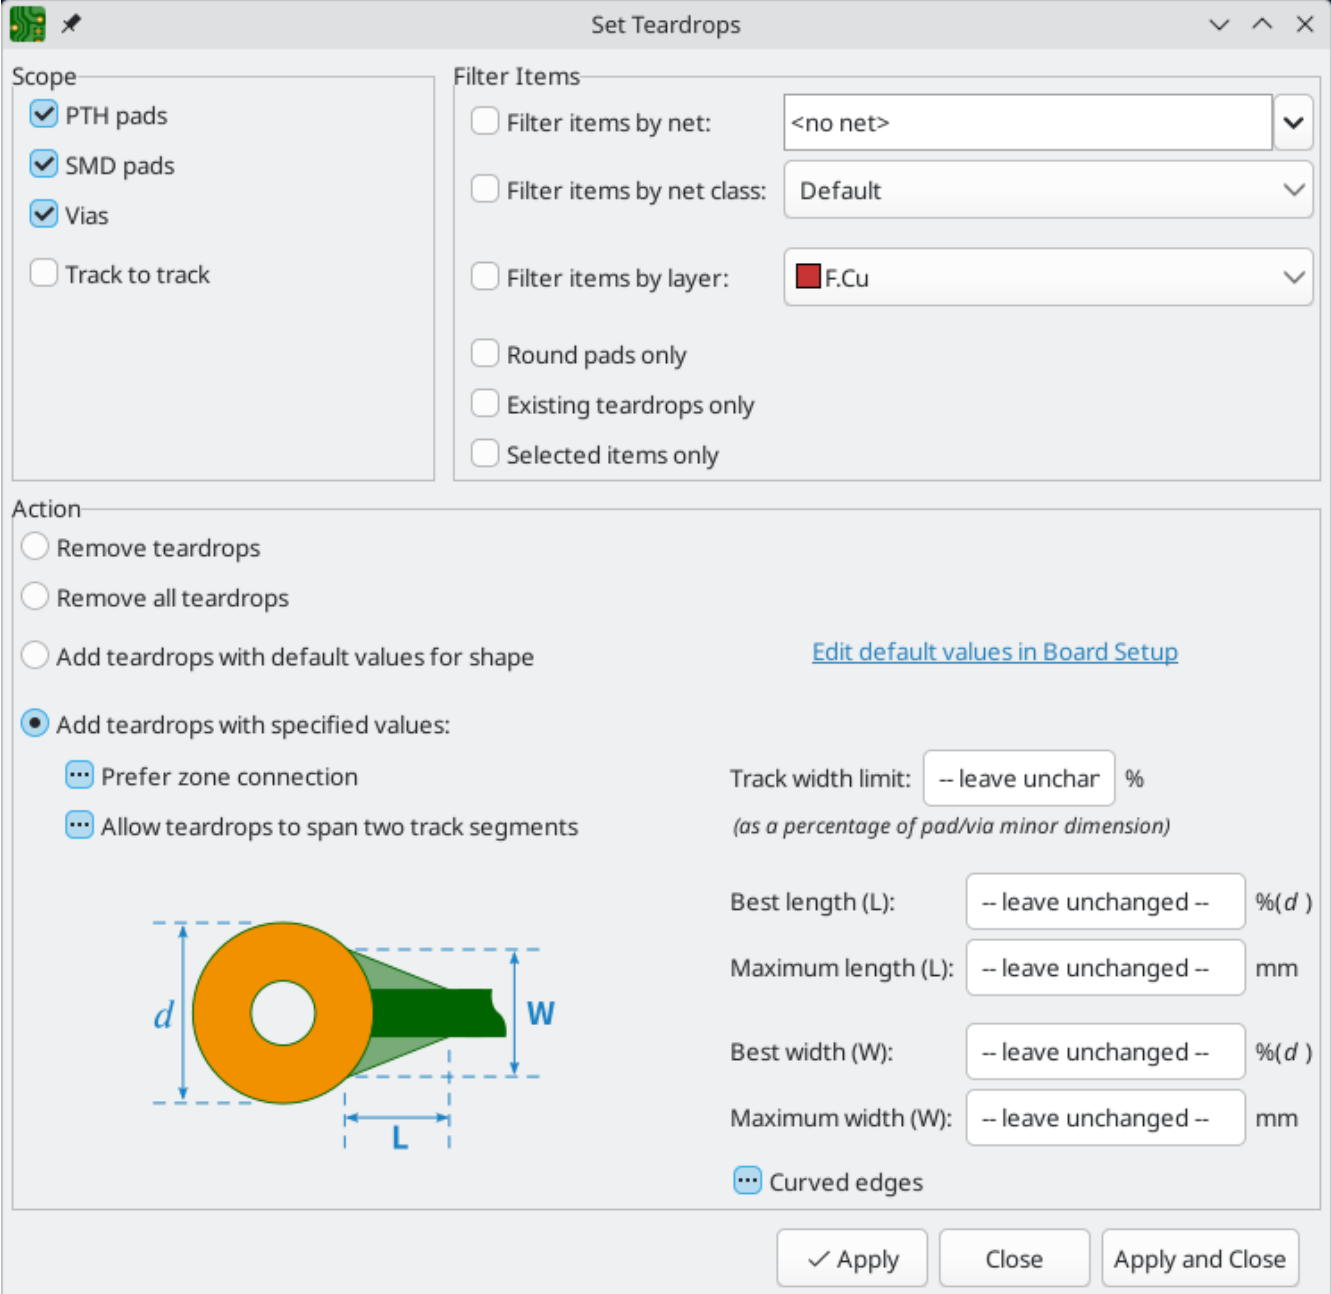 Set Teardrops
Scope
PTH pads
SMD pads
Vias
Track to track
Filter Items
Filter items by net: <no net>
Filter items by net class: Default
Filter items by layer: F.Cu
Round pads only
Existing teardrops only
Selected items only
Action
Remove teardrops
Remove all teardrops
Add teardrops with default values for shape
Edit default values in Board Setup
Add teardrops with specified values:
Prefer zone connection
Allow teardrops to span two track segments
d
W
L
Track width limit: -- leave unchar %
(as a percentage of pad/via minor dimension)
Best length (L): -- leave unchanged -- %(d )
Maximum length (L): -- leave unchanged -- mm
Best width (W): -- leave unchanged -- %(d )
Maximum width (W): -- leave unchanged -- mm
Curved edges
Apply
Close
Apply and Close